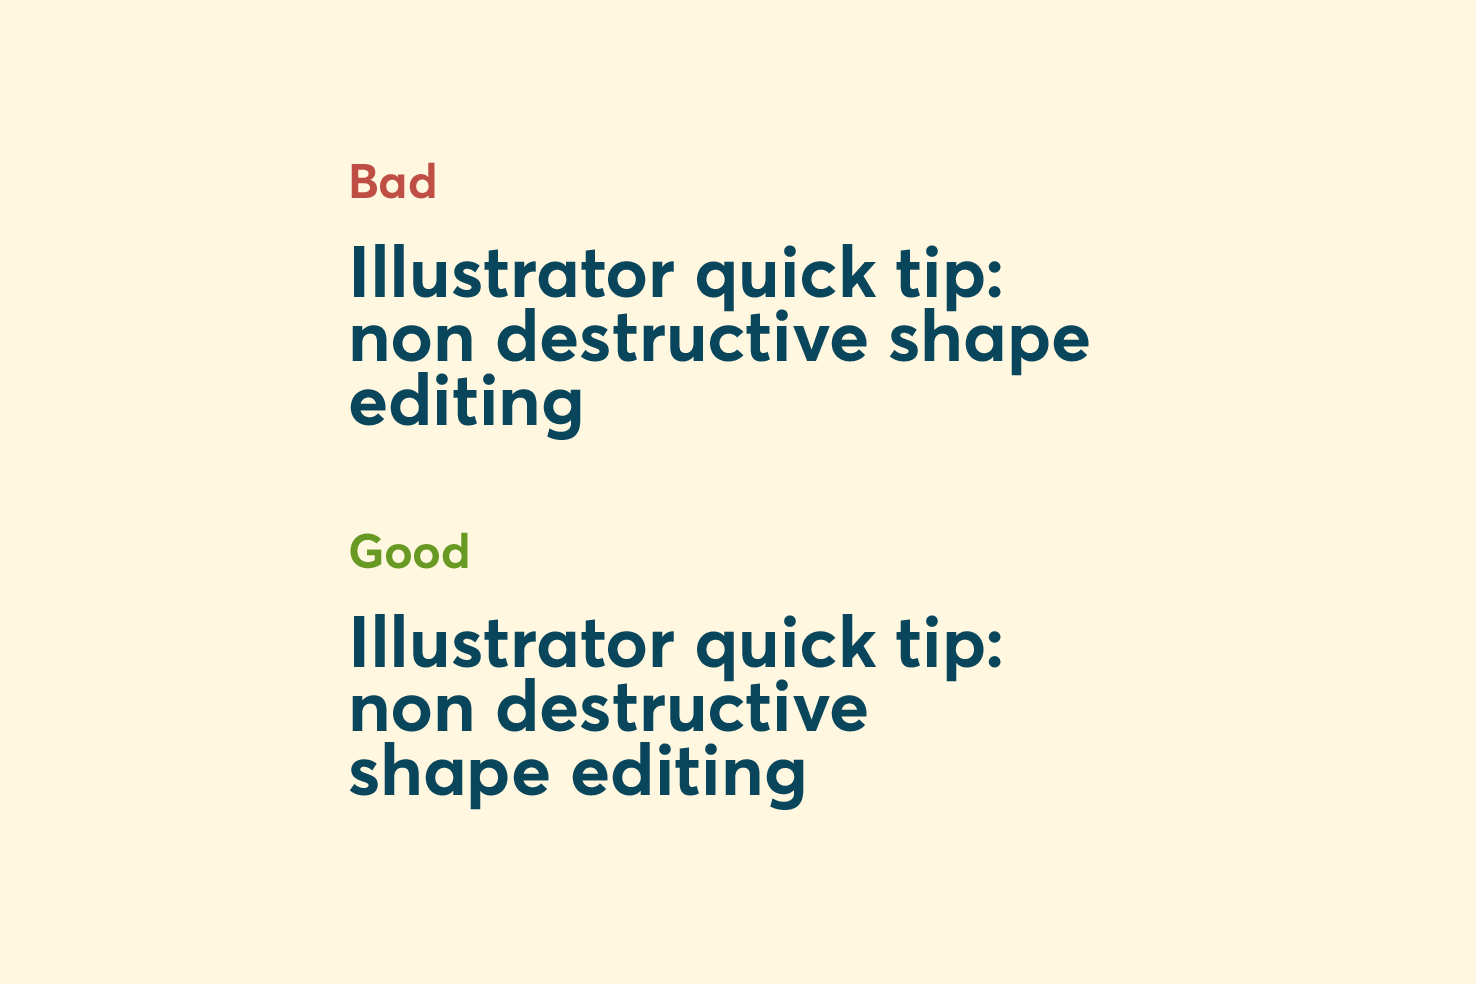 Bad
Illustrator quick tip:
non destructive shape
editing
Good
Illustrator quick tip:
non destructive
shape editing